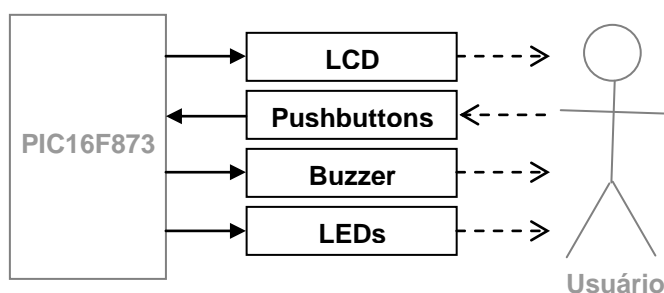 LCD
Pushbuttons
PIC16F873
Buzzer
LEDs
Usuário